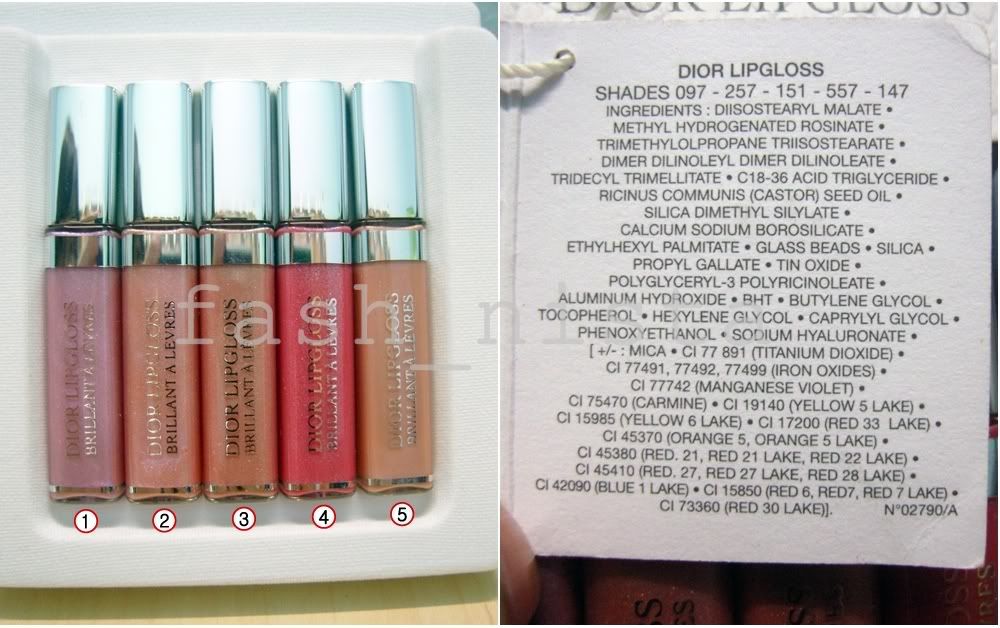 DIOR LIPGLOSS
BRILLANT À LÈVRES
DIOR LIPGLOSS
BRILLANT À LÈVRES
DIOR LIPGLOSS
BRILLANT À LÈVRES
DIOR LIPGLOSS
BRILLANT À LÈVRES
DIOR LIPGLOSS
BRILLANT À LÈVRES
1 2 3 4 5
DIOR LIPGLOSS
DIOR LIPGLOSS
SHADES 097 - 257 - 151 - 557 - 147
INGREDIENTS : DIISOSTEARYL MALATE •
METHYL HYDROGENATED ROSINATE •
TRIMETHYLOLPROPANE TRIISOSTEARATE •
DIMER DILINOLEYL DIMER DILINOLEATE •
TRIDECYL TRIMELLITATE • C18-36 ACID TRIGLYCERIDE •
RICINUS COMMUNIS (CASTOR) SEED OIL •
SILICA DIMETHYL SILYLATE •
CALCIUM SODIUM BOROSILICATE •
ETHYLHEXYL PALMITATE • GLASS BEADS • SILICA •
PROPYL GALLATE • TIN OXIDE •
POLYGLYCERYL-3 POLYRICINOLEATE •
ALUMINUM HYDROXIDE • BHT • BUTYLENE GLYCOL •
TOCOPHEROL • HEXYLENE GLYCOL • CAPRYLYL GLYCOL •
PHENOXYETHANOL • SODIUM HYALURONATE •
[ +/- : MICA • CI 77 891 (TITANIUM DIOXIDE) •
CI 77491, 77492, 77499 (IRON OXIDES) •
CI 77742 (MANGANESE VIOLET) •
CI 75470 (CARMINE) • CI 19140 (YELLOW 5 LAKE) •
CI 15985 (YELLOW 6 LAKE) • CI 17200 (RED 33 LAKE) •
CI 45370 (ORANGE 5, ORANGE 5 LAKE) •
CI 45380 (RED. 21, RED 21 LAKE, RED 22 LAKE) •
CI 45410 (RED. 27, RED 27 LAKE, RED 28 LAKE) •
CI 42090 (BLUE 1 LAKE) • CI 15850 (RED 6, RED7, RED 7 LAKE) •
CI 73360 (RED 30 LAKE)]. N°02790/A